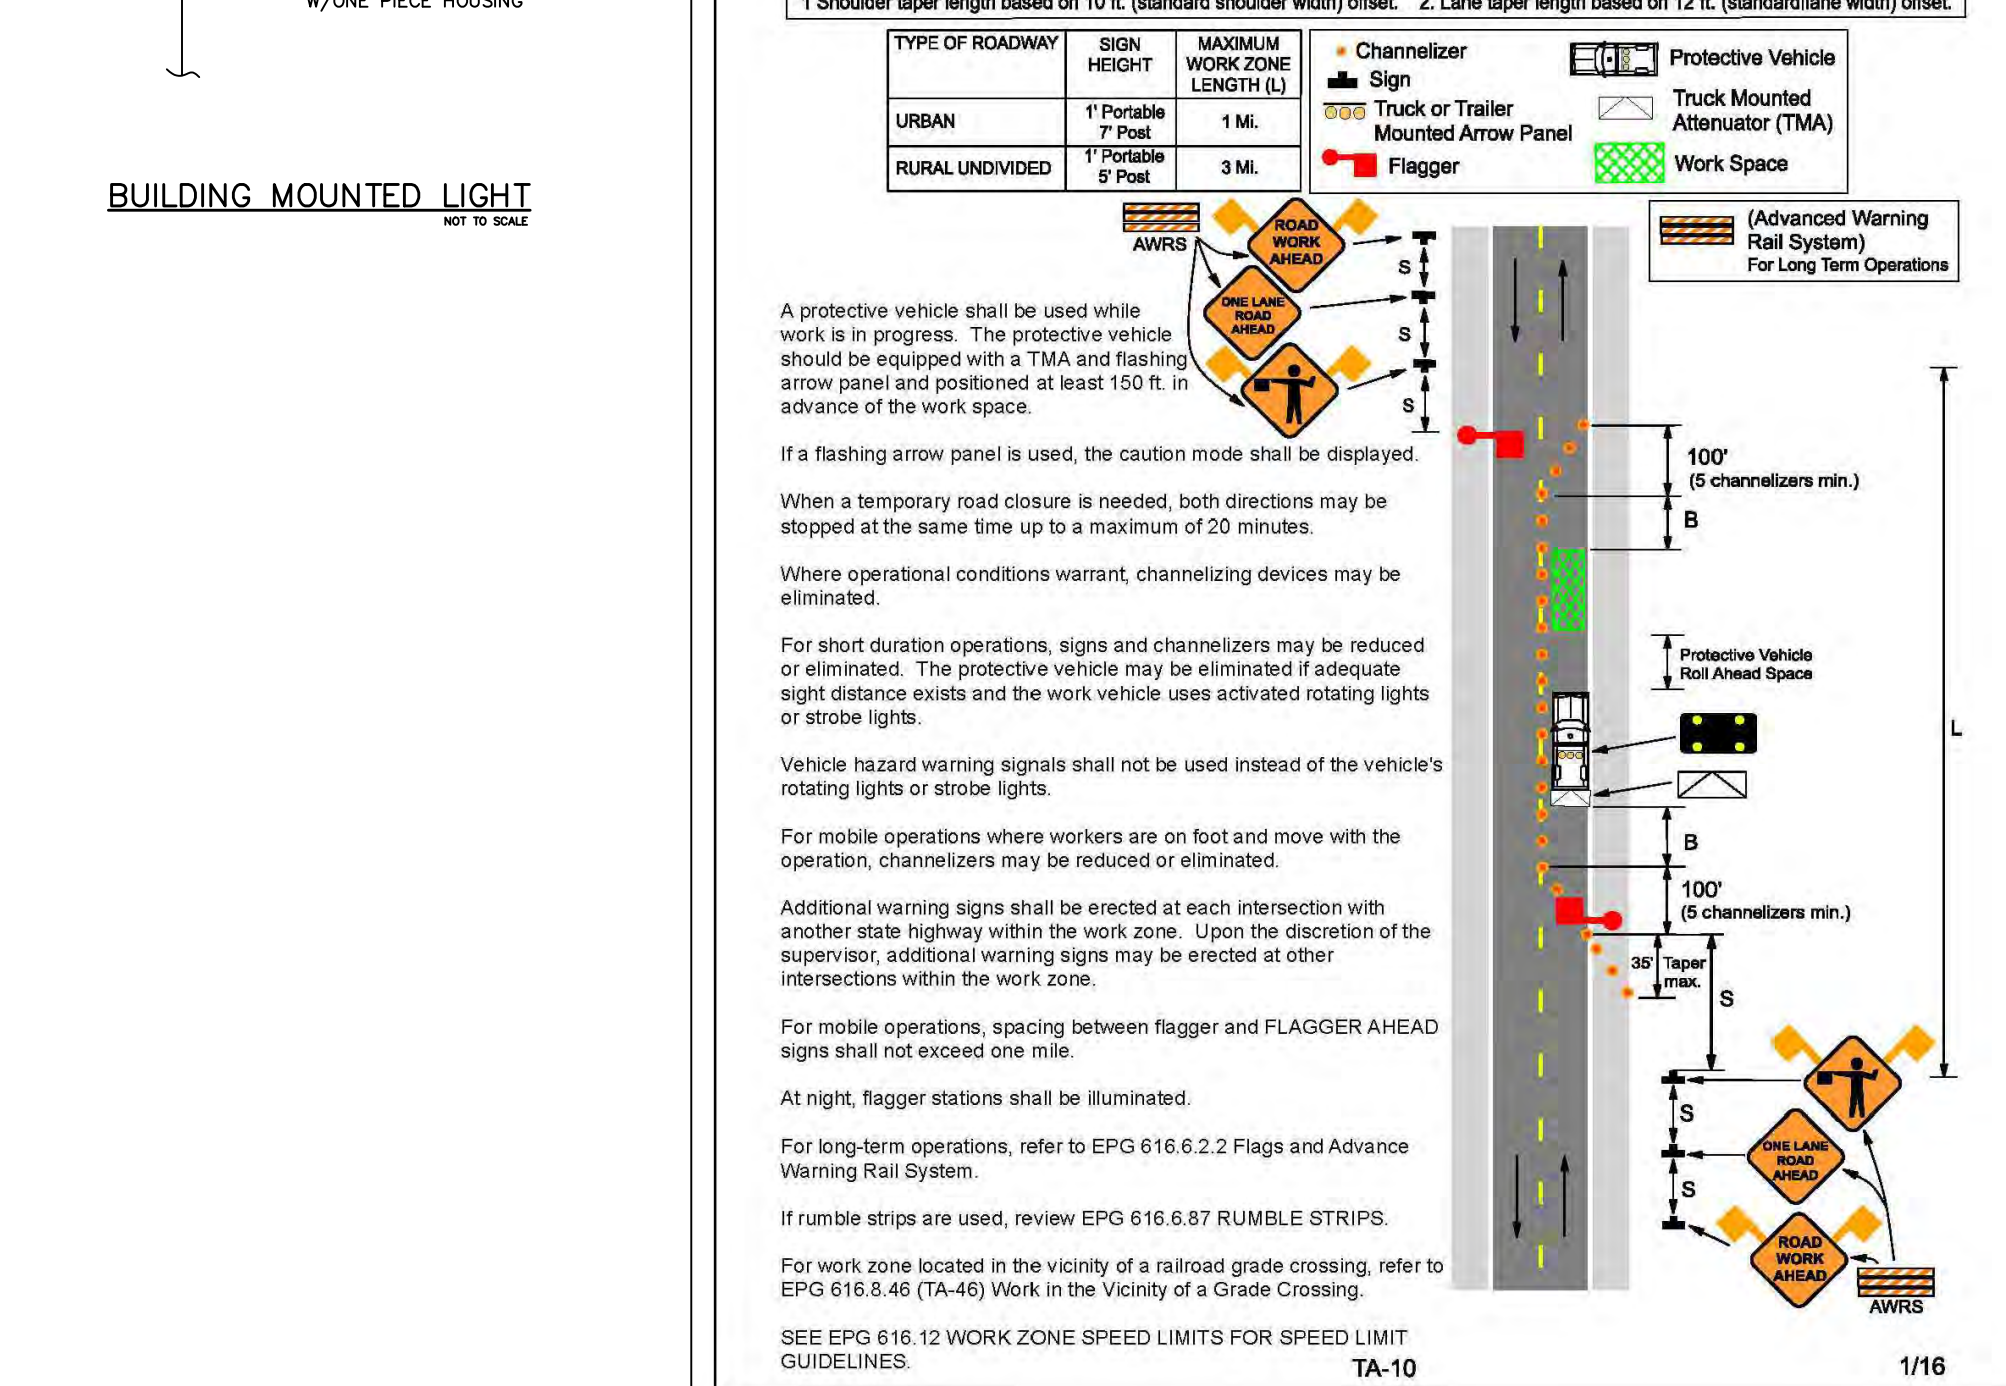 W/ONE PIECE HOUSING
BUILDING MOUNTED LIGHT
NOT TO SCALE
1 Shoulder taper length based on 10 ft. (standard shoulder width) offset. 2. Lane taper length based on 12 ft. (standardlane width) offset.
TYPE OF ROADWAY
SIGN
HEIGHT
MAXIMUM
WORK ZONE
LENGTH (L)
URBAN
1' Portable
7' Post
1 Mi.
RURAL UNDIVIDED
1' Portable
5' Post
3 Mi.
Channelizer
Sign
Truck or Trailer
Mounted Arrow Panel
Flagger
Protective Vehicle
Truck Mounted
Attenuator (TMA)
Work Space
(Advanced Warning
Rail System)
For Long Term Operations
AWRS
ROAD
WORK
AHEAD
ONE LANE
ROAD
AHEAD
S
S
S
A protective vehicle shall be used while
work is in progress. The protective vehicle
should be equipped with a TMA and flashing
arrow panel and positioned at least 150 ft. in
advance of the work space.
If a flashing arrow panel is used, the caution mode shall be displayed.
When a temporary road closure is needed, both directions may be
stopped at the same time up to a maximum of 20 minutes.
Where operational conditions warrant, channelizing devices may be
eliminated.
For short duration operations, signs and channelizers may be reduced
or eliminated. The protective vehicle may be eliminated if adequate
sight distance exists and the work vehicle uses activated rotating lights
or strobe lights.
Vehicle hazard warning signals shall not be used instead of the vehicle's
rotating lights or strobe lights.
For mobile operations where workers are on foot and move with the
operation, channelizers may be reduced or eliminated.
Additional warning signs shall be erected at each intersection with
another state highway within the work zone. Upon the discretion of the
supervisor, additional warning signs may be erected at other
intersections within the work zone.
For mobile operations, spacing between flagger and FLAGGER AHEAD
signs shall not exceed one mile.
At night, flagger stations shall be illuminated.
For long-term operations, refer to EPG 616.6.2.2 Flags and Advance
Warning Rail System.
If rumble strips are used, review EPG 616.6.87 RUMBLE STRIPS.
For work zone located in the vicinity of a railroad grade crossing, refer to
EPG 616.8.46 (TA-46) Work in the Vicinity of a Grade Crossing.
SEE EPG 616.12 WORK ZONE SPEED LIMITS FOR SPEED LIMIT
GUIDELINES.
100'
(5 channelizers min.)
B
Protective Vehicle
Roll Ahead Space
L
B
100'
(5 channelizers min.)
35' Taper
max.
S
S
ONE LANE
ROAD
AHEAD
S
ROAD
WORK
AHEAD
AWRS
TA-10
1/16